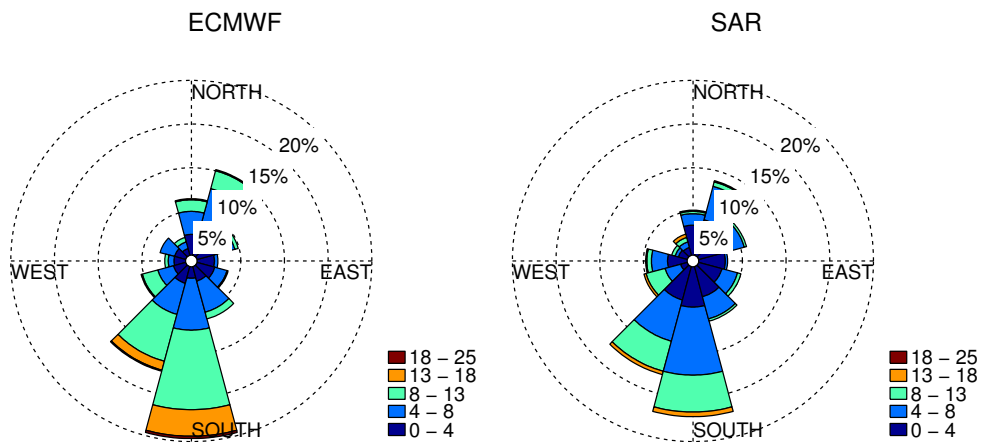 ECMWF
NORTH
20%
15%
10%
5%
WEST
EAST
SOUTH
18 – 25
13 – 18
8 – 13
4 – 8
0 – 4
SAR
NORTH
20%
15%
10%
5%
WEST
EAST
SOUTH
18 – 25
13 – 18
8 – 13
4 – 8
0 – 4